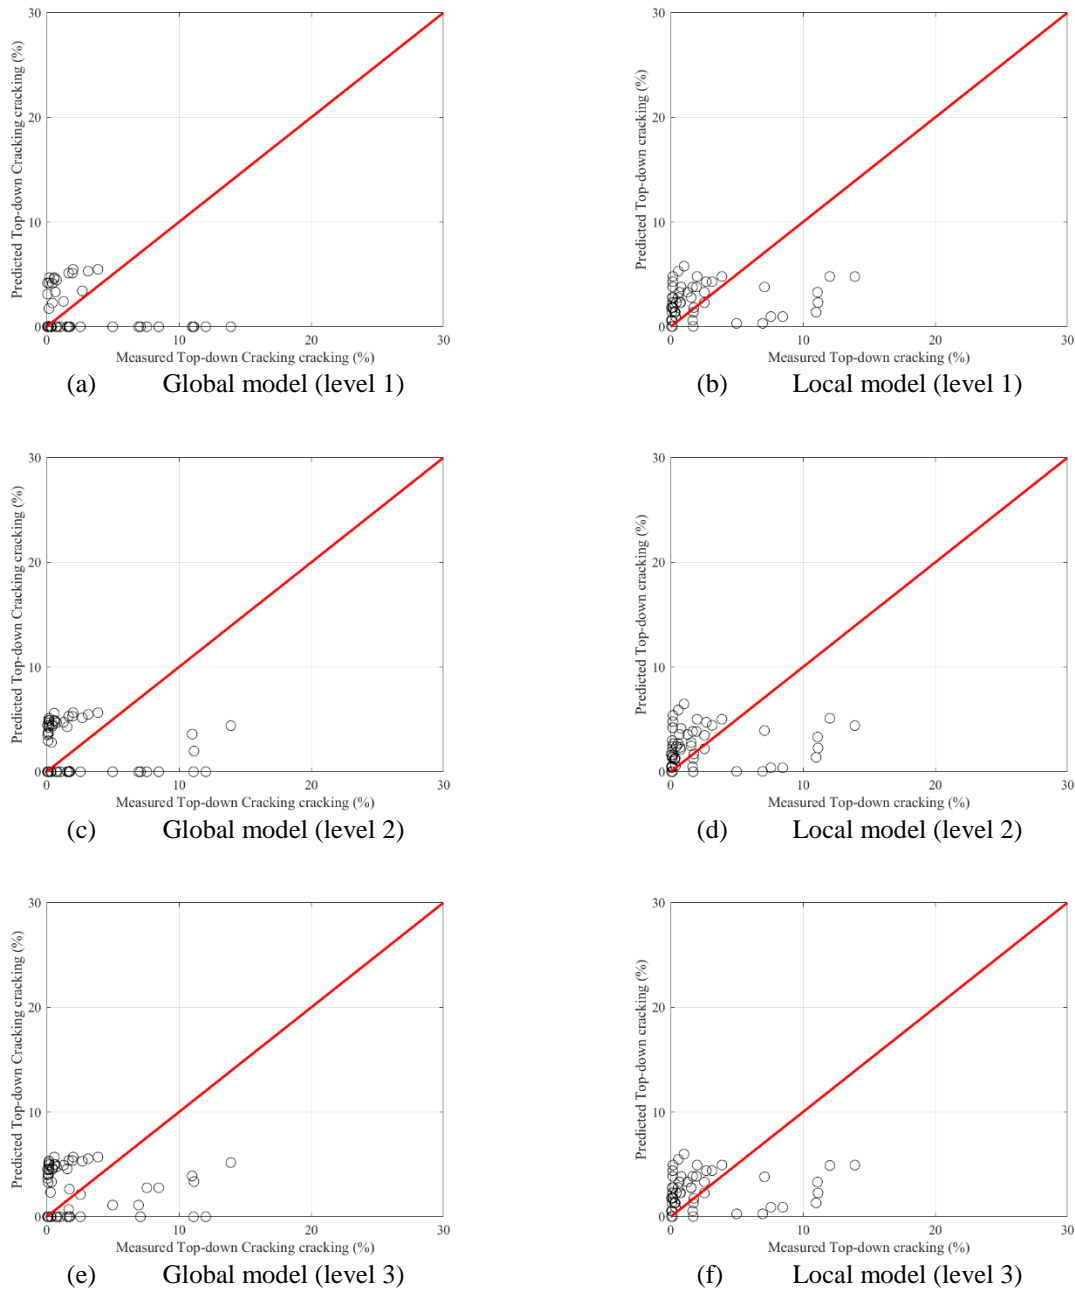 30
20
10
0
0
10
20
30
Predicted Top-down Cracking cracking (%)
Measured Top-down Cracking cracking (%)
(a) Global model (level 1)
30
20
10
0
0
10
20
30
Predicted Top-down cracking (%)
Measured Top-down cracking (%)
(b) Local model (level 1)
30
20
10
0
0
10
20
30
Predicted Top-down Cracking cracking (%)
Measured Top-down Cracking cracking (%)
(c) Global model (level 2)
30
20
10
0
0
10
20
30
Predicted Top-down cracking (%)
Measured Top-down cracking (%)
(d) Local model (level 2)
30
20
10
0
0
10
20
30
Predicted Top-down Cracking cracking (%)
Measured Top-down Cracking cracking (%)
(e) Global model (level 3)
30
20
10
0
0
10
20
30
Predicted Top-down cracking (%)
Measured Top-down cracking (%)
(f) Local model (level 3)